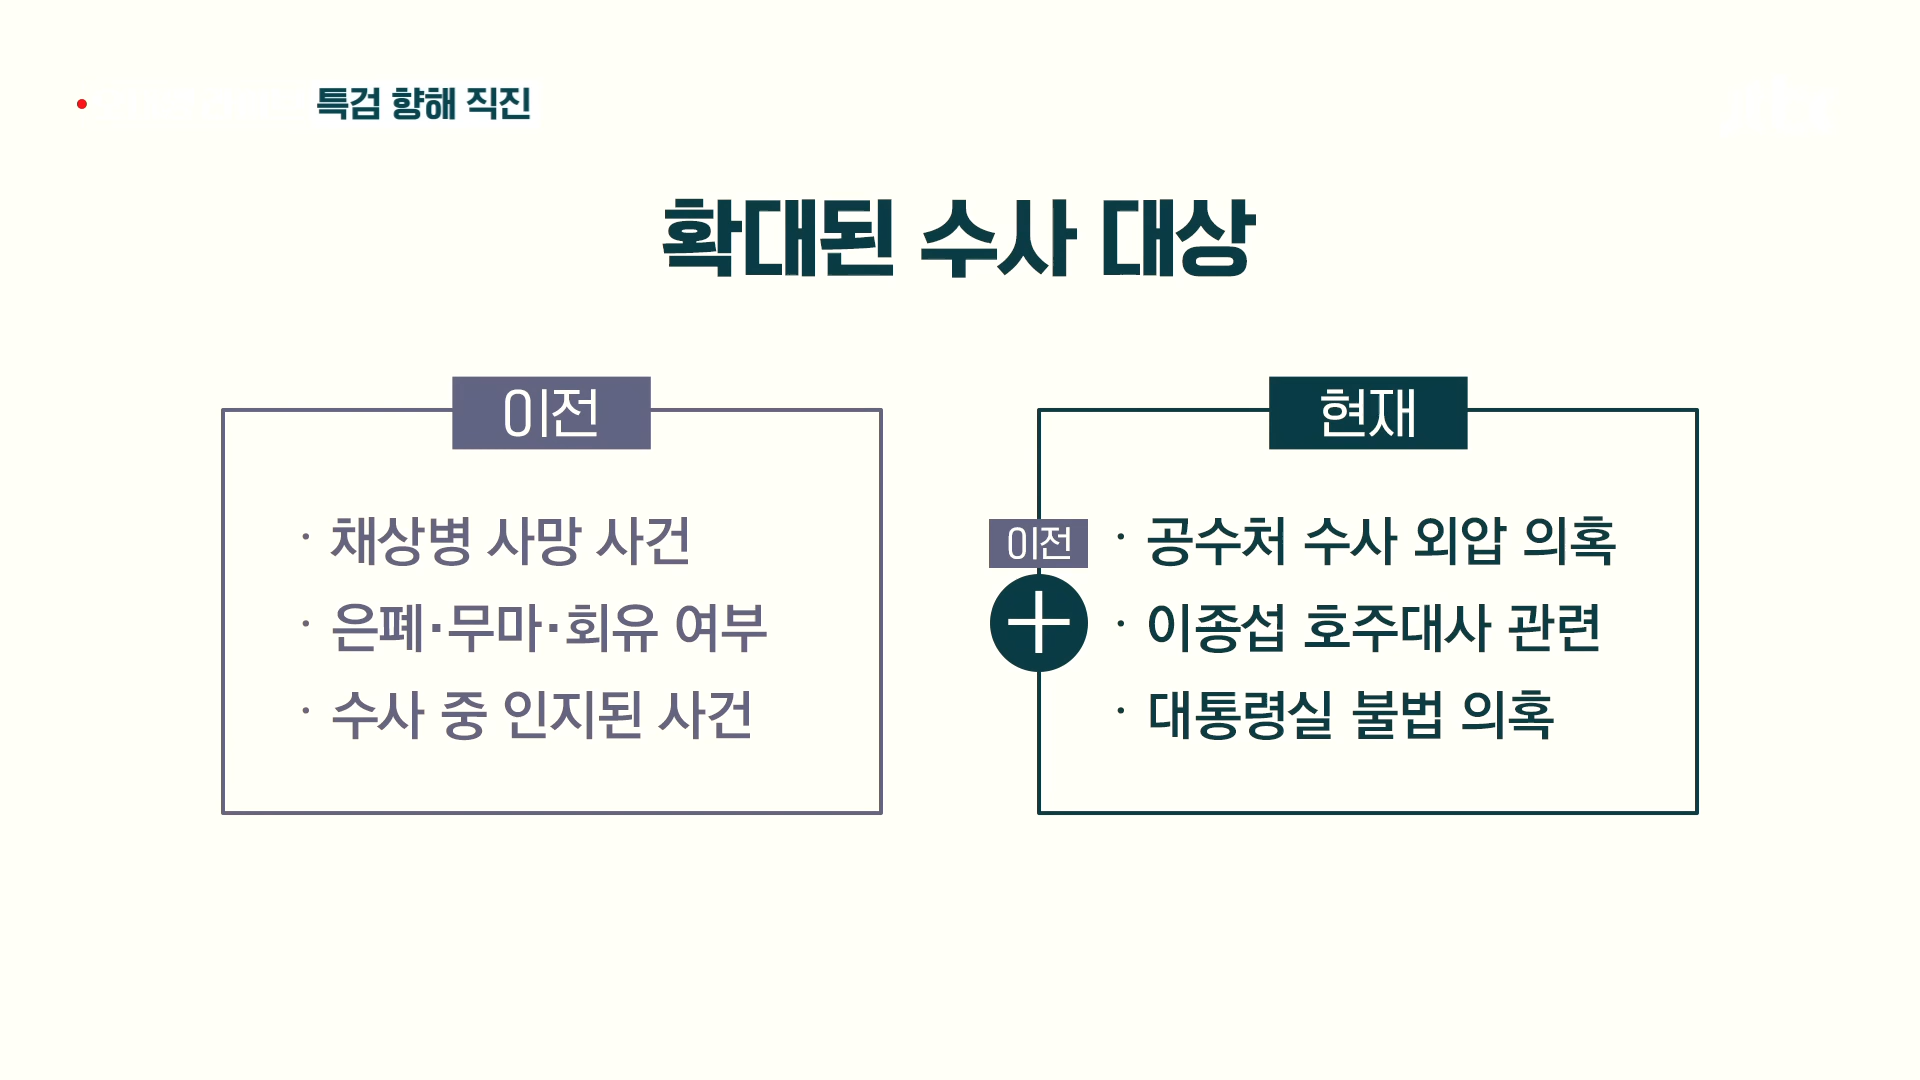 특검 향해 직진
확대된 수사 대상
이전
· 채상병 사망 사건
· 은폐·무마·회유 여부
· 수사 중 인지된 사건
현재
이전
· 공수처 수사 외압 의혹
· 이종섭 호주대사 관련
· 대통령실 불법 의혹